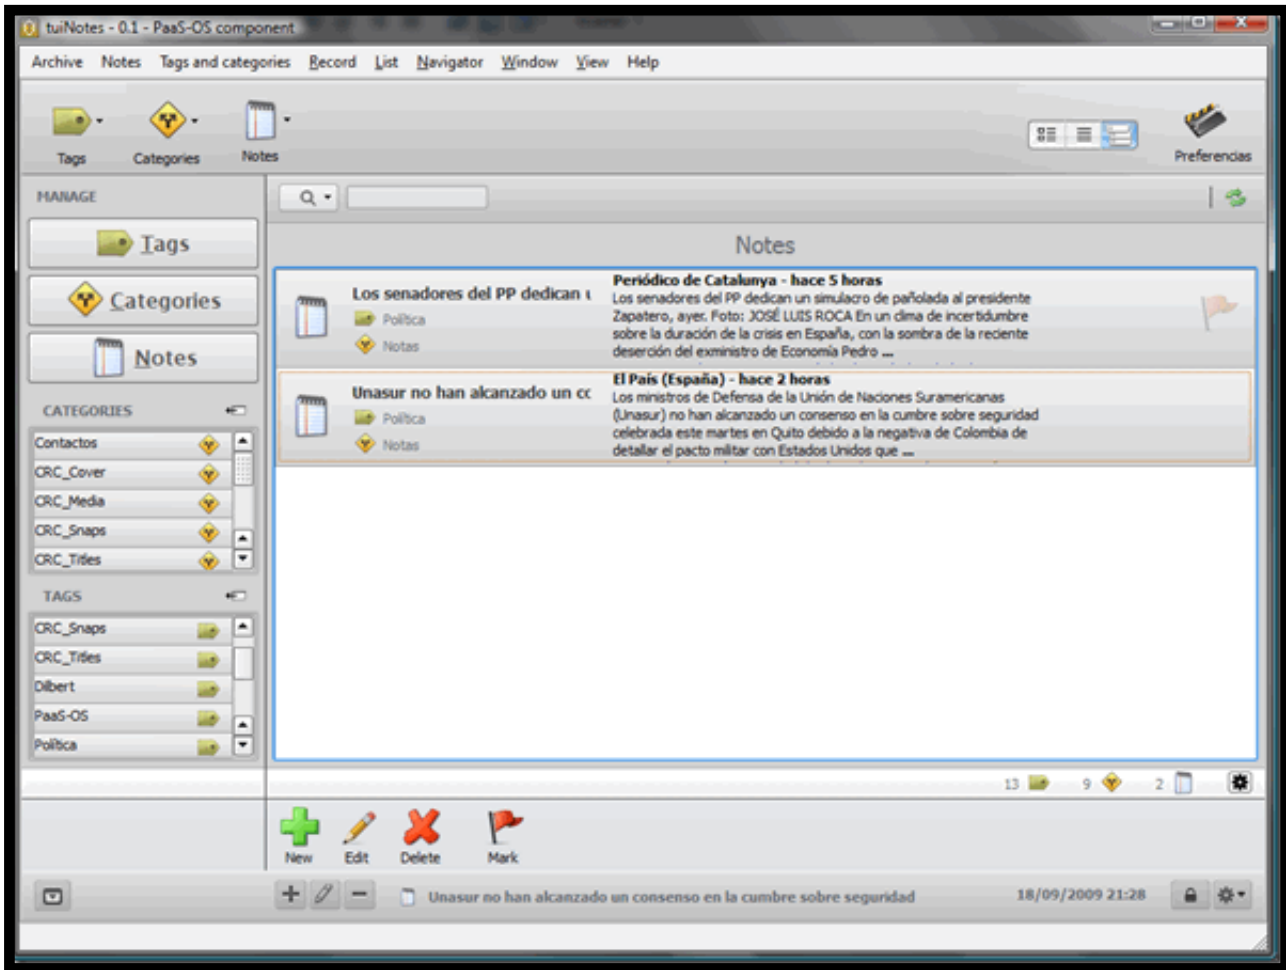 tuiNotes - 0.1 - PaaS-OS component
Archive Notes Tags and categories Record List Navigator Window View Help
Tags Categories Notes Preferencias
MANAGE
Tags
Categories
Notes
CATEGORIES
Contactos
CRC_Cover
CRC_Media
CRC_Snaps
CRC_Titles
TAGS
CRC_Snaps
CRC_Titles
Dilbert
PaaS-OS
Política
Notes
Los senadores del PP dedican u
Política
Notas
Periódico de Catalunya - hace 5 horas
Los senadores del PP dedican un simulacro de pañolada al presidente
Zapatero, ayer. Foto: JOSÉ LUIS ROCA En un clima de incertidumbre
sobre la duración de la crisis en España, con la sombra de la reciente
deserción del exministro de Economía Pedro ...
Unasur no han alcanzado un cc
Política
Notas
El País (España) - hace 2 horas
Los ministros de Defensa de la Unión de Naciones Suramericanas
(Unasur) no han alcanzado un consenso en la cumbre sobre seguridad
celebrada este martes en Quito debido a la negativa de Colombia de
detallar el pacto militar con Estados Unidos que ...
13 9 2
New Edit Delete Mark
Unasur no han alcanzado un consenso en la cumbre sobre seguridad 18/09/2009 21:28